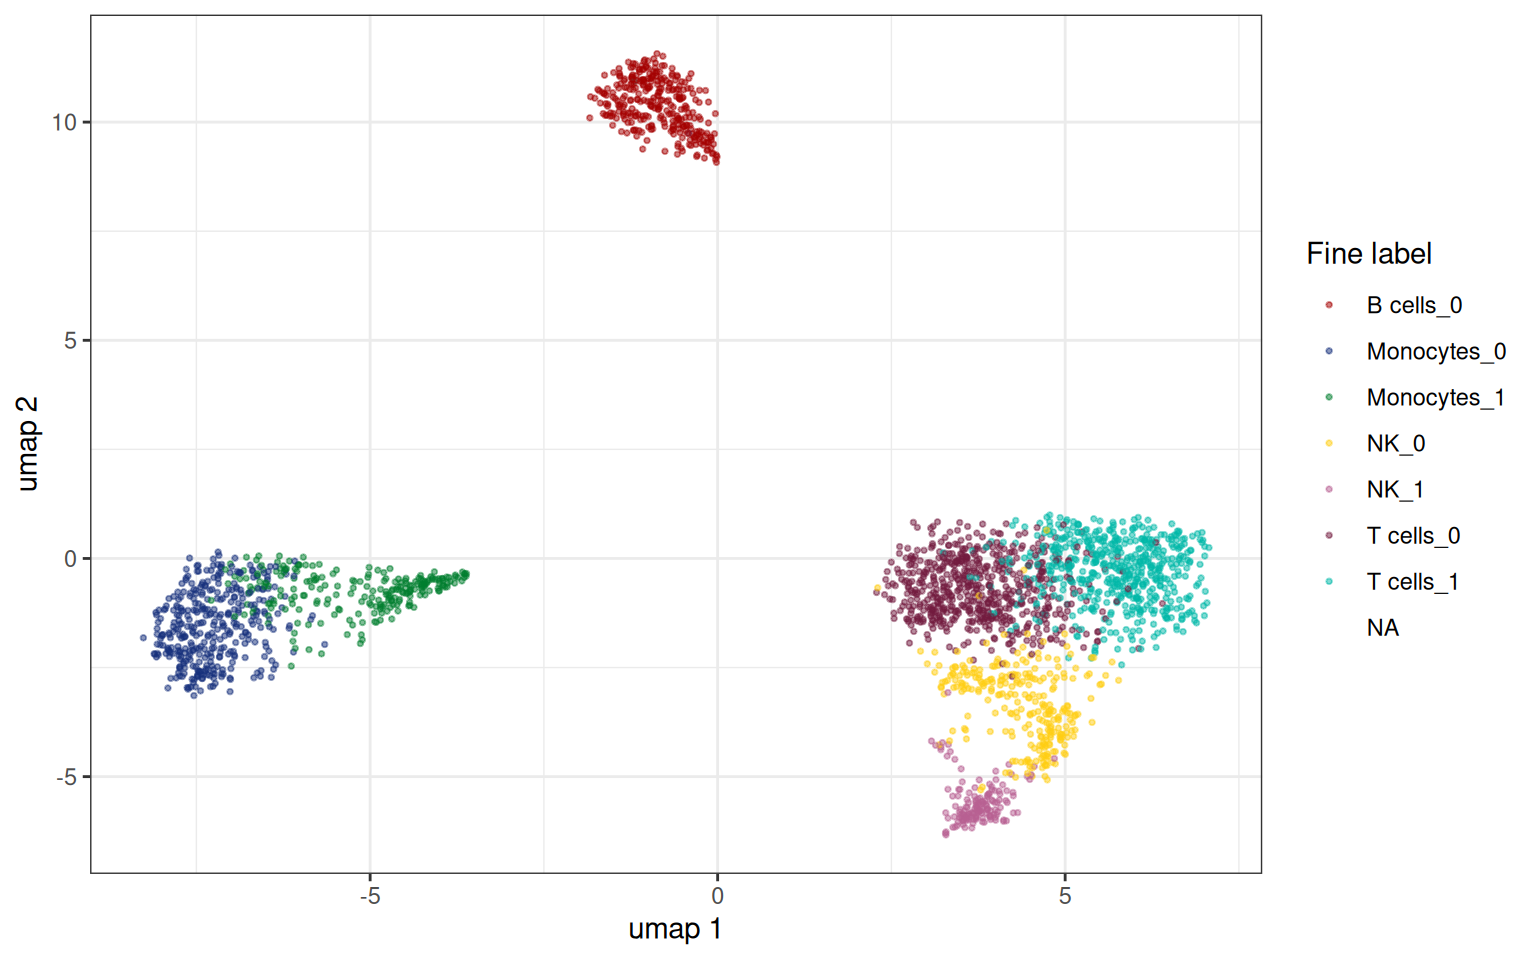 10
5
0
-5
umap 2
-5
0
5
umap 1
Fine label
B cells_0
Monocytes_0
Monocytes_1
NK_0
NK_1
T cells_0
T cells_1
NA